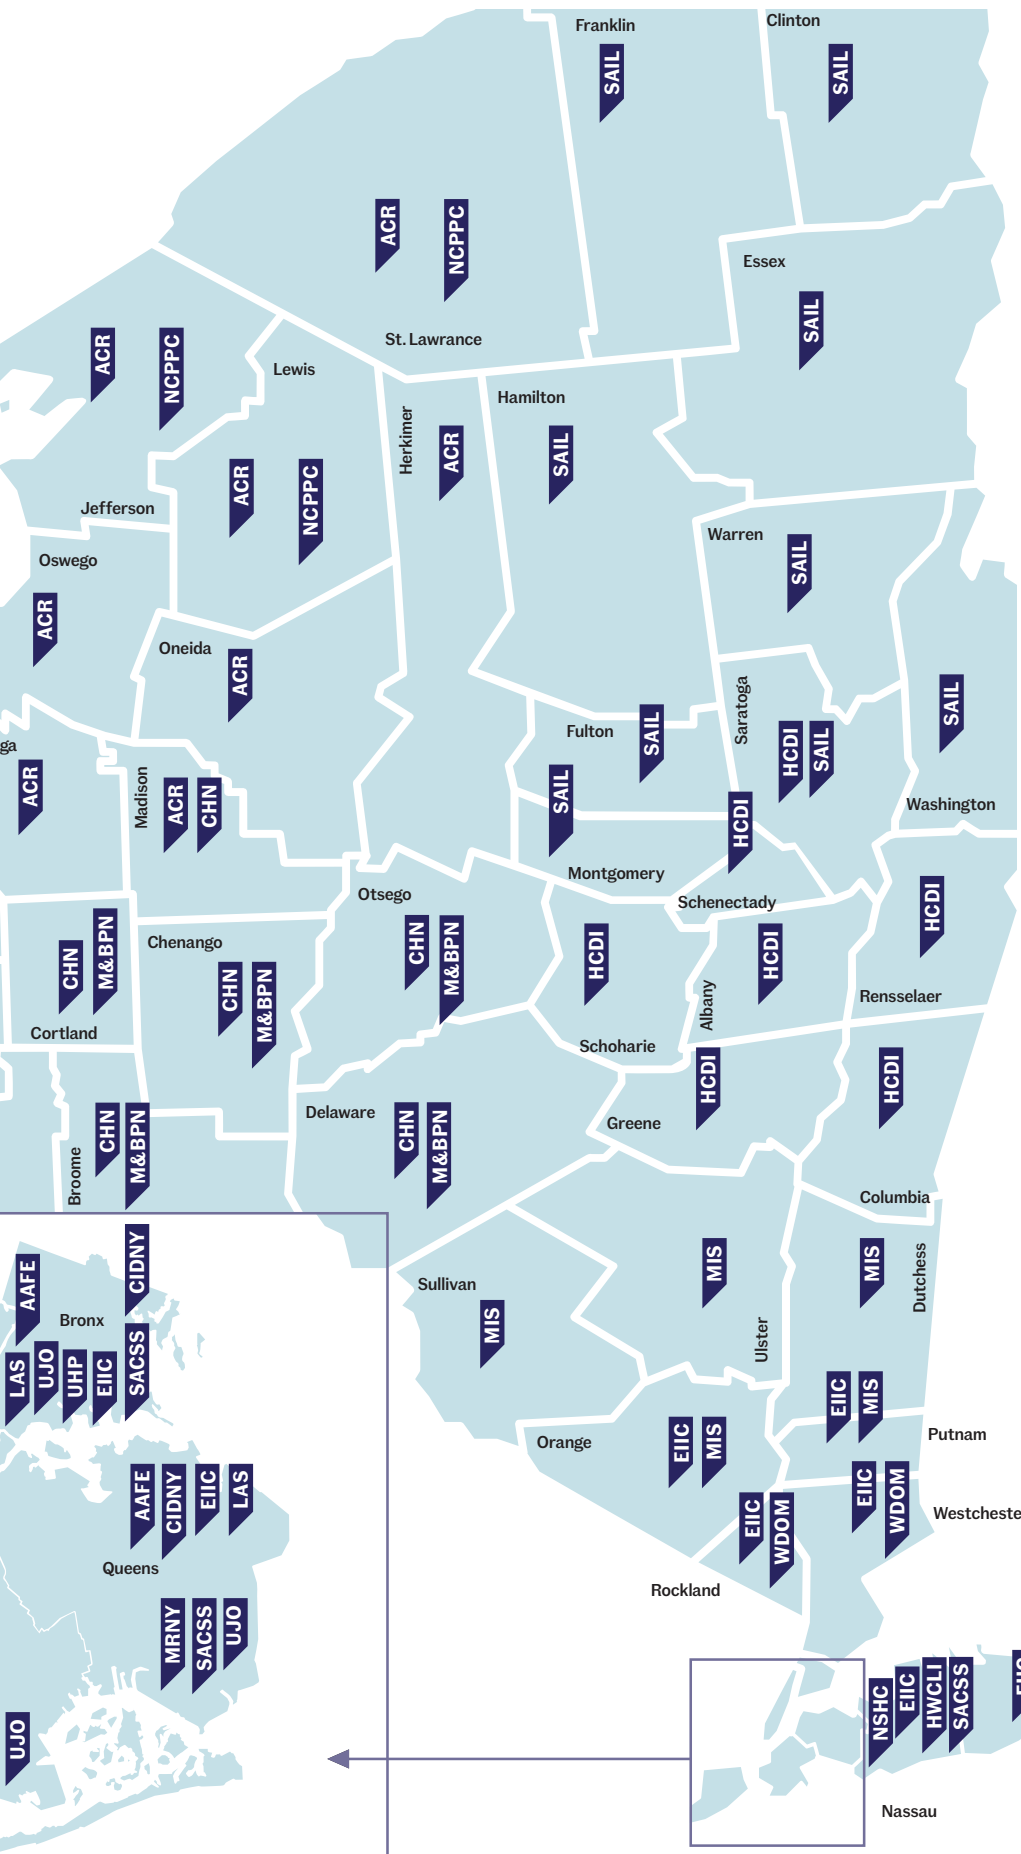 Franklin
Clinton
SAIL
SAIL
ACR
NCPPC
St. Lawrance
Essex
SAIL
ACR
NCPPC
Jefferson
Lewis
ACR
NCPPC
Herkimer
ACR
Hamilton
SAIL
Warren
SAIL
Oswego
ACR
Oneida
ACR
Fulton
SAIL
SAIL
Montgomery
Saratoga
HCDI
SAIL
SAIL
Washington
ga
ACR
Madison
ACR
CHN
HCDI
Schenectady
Otsego
CHN
M&BPN
HCDI
Schoharie
HCDI
Albany
HCDI
Rensselaer
CHN
M&BPN
Cortland
Chenango
CHN
M&BPN
HCDI
Greene
HCDI
Columbia
Broome
CHN
M&BPN
Delaware
CHN
M&BPN
Sullivan
MIS
MIS
Ulster
MIS
Dutchess
AAFE
Bronx
CIDNY
LAS
UJO
UHP
EIIC
SACSS
EIIC
MIS
Putnam
Orange
EIIC
MIS
EIIC
WDOM
Westcheste
EIIC
WDOM
Rockland
AAFE
CIDNY
EIIC
LAS
Queens
MRNY
SACSS
UJO
UJO
NSHC
EIIC
HWCLI
SACSS
Nassau